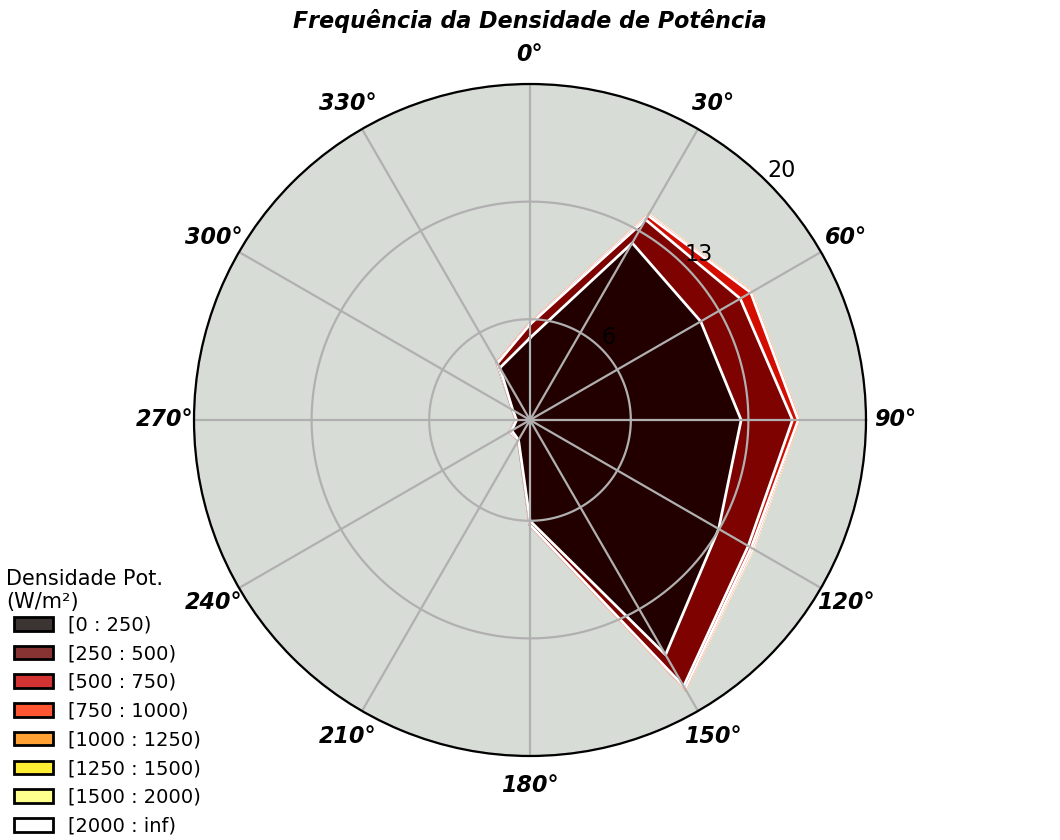 Frequência da Densidade de Potência
0°
330°
30°
20
300°
60°
13
6
270°
90°
Densidade Pot.
(W/m²)
240°
120°
[0 : 250)
[250 : 500)
[500 : 750)
[750 : 1000)
210°
150°
[1000 : 1250)
[1250 : 1500)
180°
[1500 : 2000)
[2000 : inf)